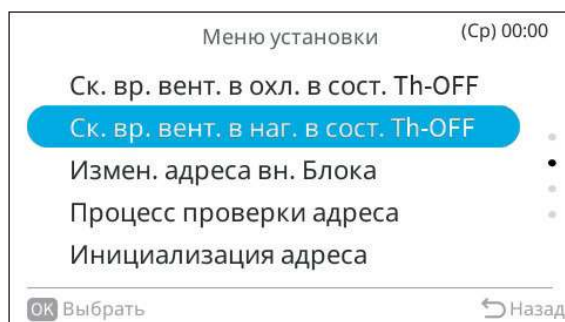 Меню установки (Ср) 00:00
Ск. вр. вент. в охл. в сост. Th-OFF
Ск. вр. вент. в наг. в сост. Th-OFF
Измен. адреса вн. Блока
Процесс проверки адреса
Инициализация адреса
OK Выбрать Назад